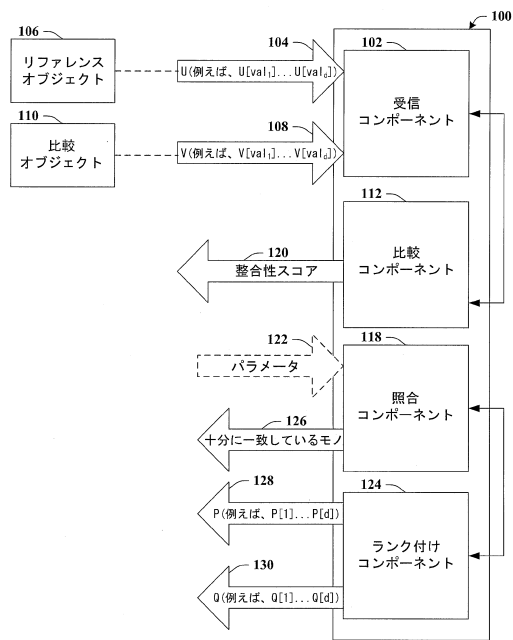 100
106
リファレンス
オブジェクト
104
U(例えば、U[val₁]...U[val_d])
102
受信
コンポーネント
110
比較
オブジェクト
108
V(例えば、V[val₁]...V[val_d])
112
比較
コンポーネント
120
整合性スコア
122
パラメータ
118
照合
コンポーネント
126
十分に一致しているモノ
128
P(例えば、P[1]...P[d])
124
ランク付け
コンポーネント
130
Q(例えば、Q[1]...Q[d])